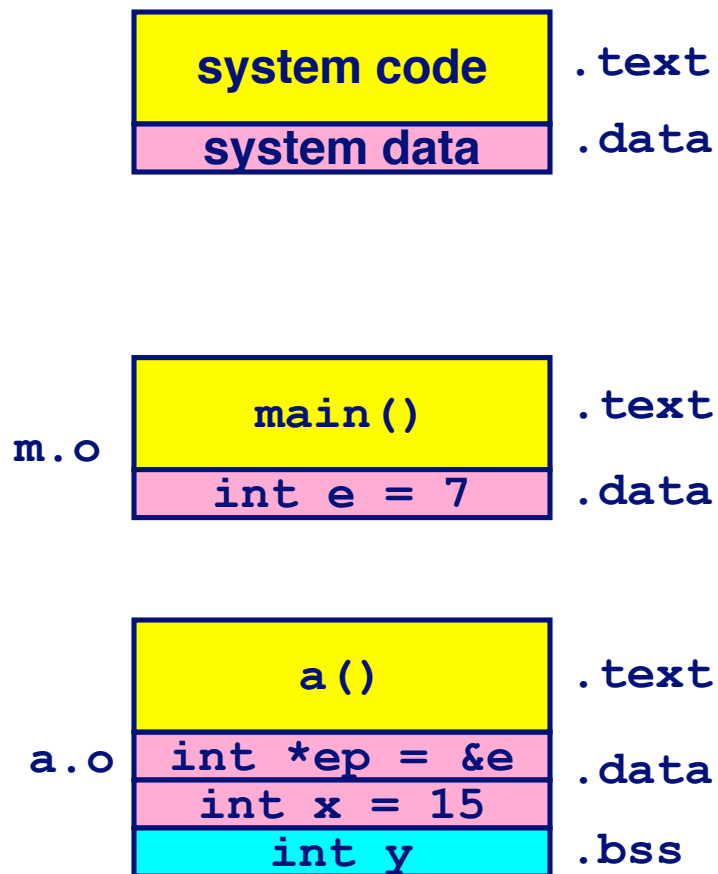 system code .text
system data .data
main() .text
m.o
int e = 7 .data
a() .text
a.o int *ep = &e .data
int x = 15
int y .bss